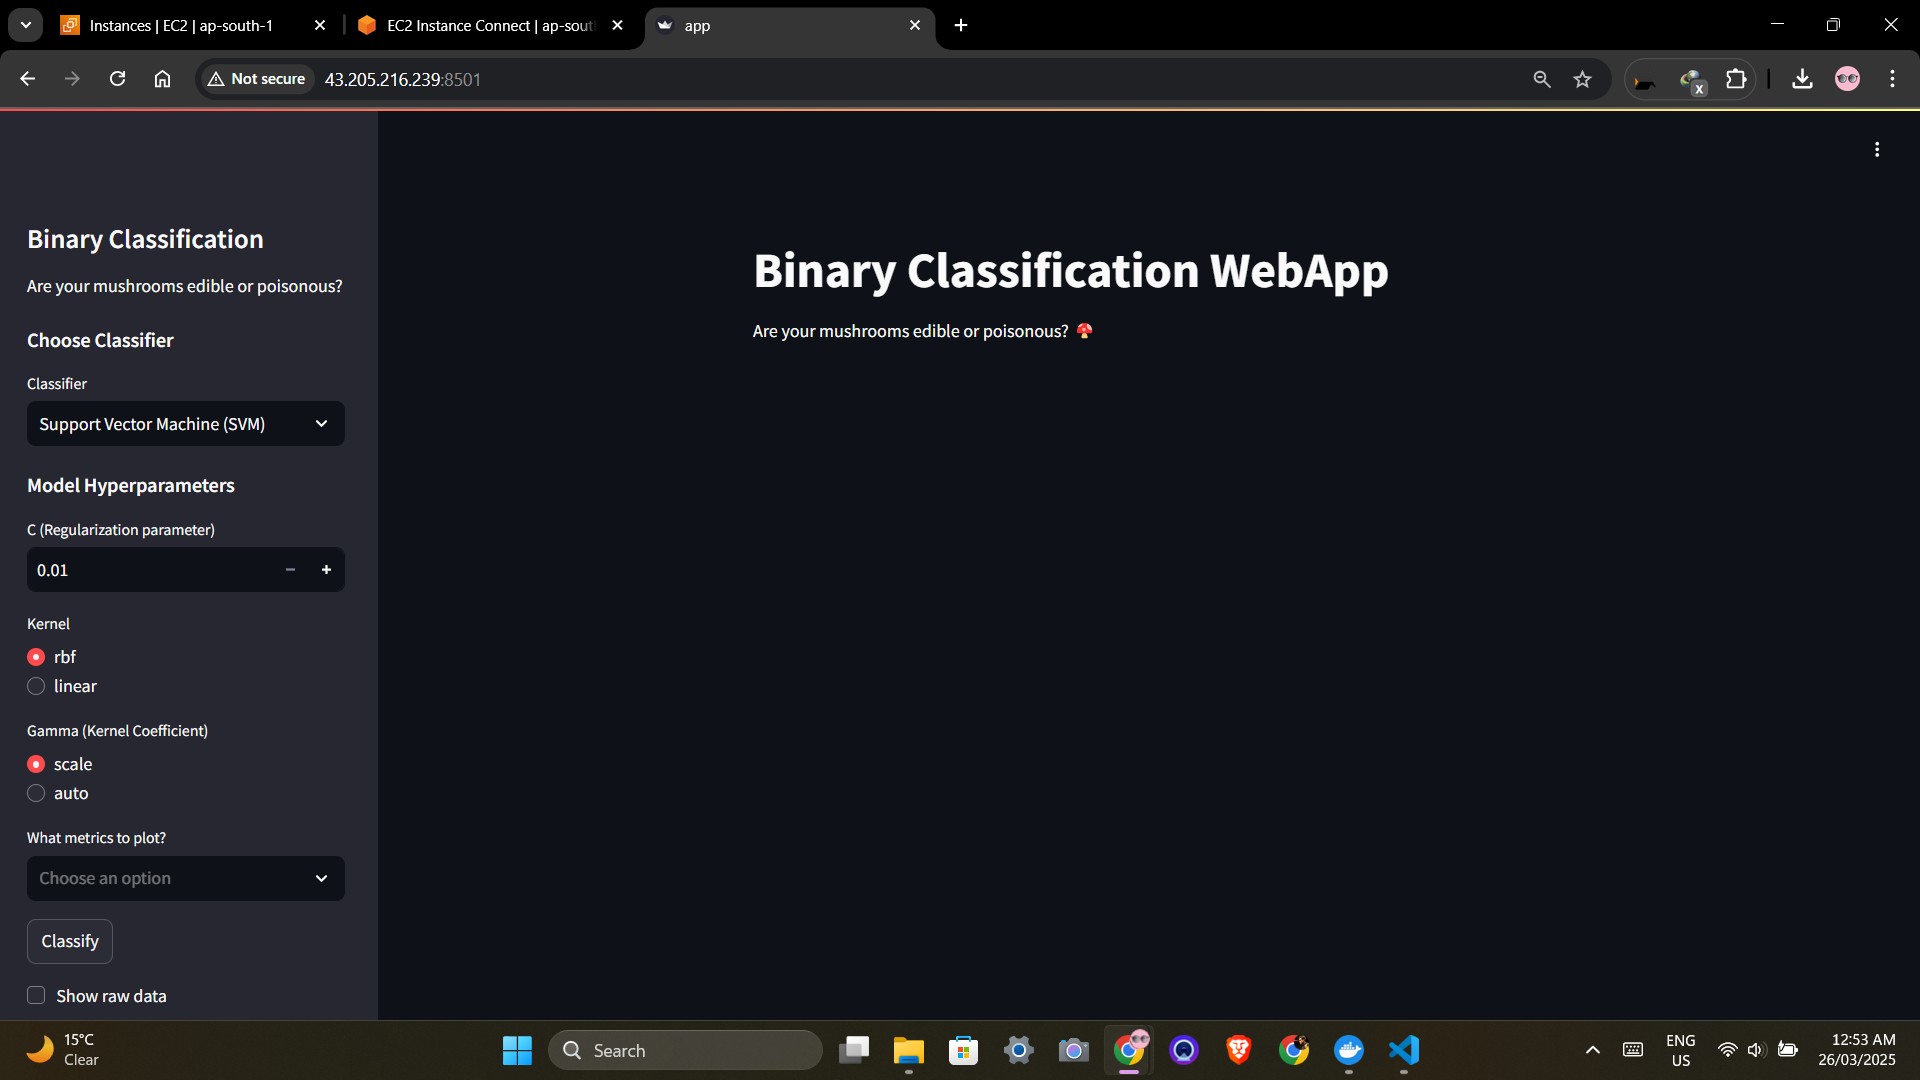 Instances | EC2 | ap-south-1
EC2 Instance Connect | ap-sout
app
Not secure
43.205.216.239:8501
x
Binary Classification
Are your mushrooms edible or poisonous?
Choose Classifier
Classifier
Support Vector Machine (SVM)
Model Hyperparameters
C (Regularization parameter)
0.01
Kernel
rbf
linear
Gamma (Kernel Coefficient)
scale
auto
What metrics to plot?
Choose an option
Classify
Show raw data
Binary Classification WebApp
Are your mushrooms edible or poisonous? 🍄
15°C
Clear
Search
ENG
US
12:53 AM
26/03/2025